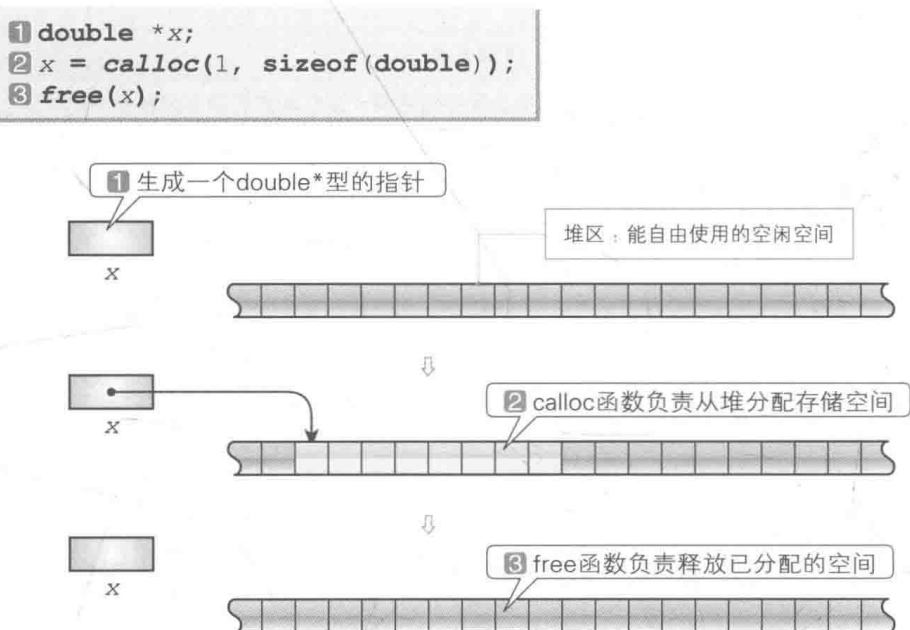 1 double *x;
2 x = calloc(1, sizeof(double));
3 free(x);
1 生成一个double*型的指针
堆区：能自由使用的空闲空间
x
2 calloc函数负责从堆分配存储空间
x
3 free函数负责释放已分配的空间
x